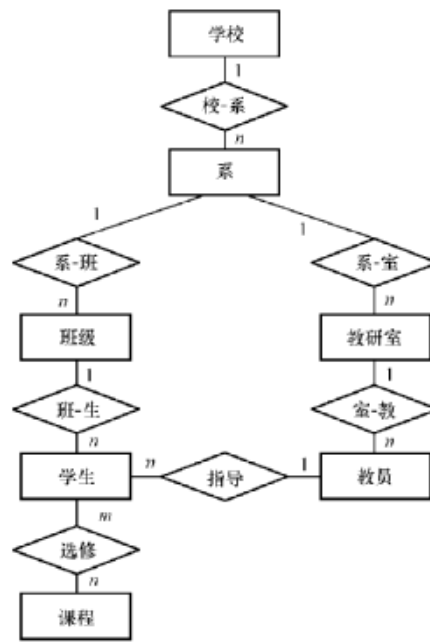 学校
1
校-系
n
系
1 1
系-班 系-室
n n
班级 教研室
1 1
班-生 室-教
n n
学生 n 指导 1 教员
m
选修
n
课程